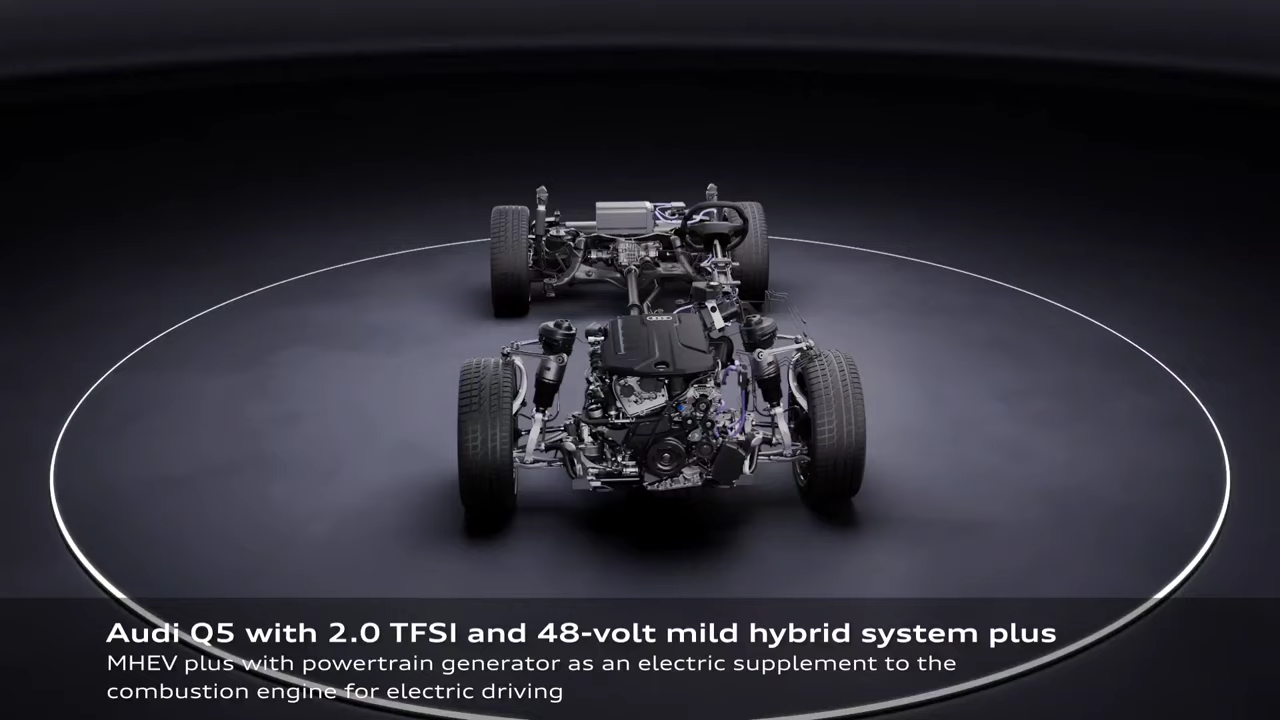 Audi Q5 with 2.0 TFSI and 48-volt mild hybrid system plus
MHEV plus with powertrain generator as an electric supplement to the
combustion engine for electric driving